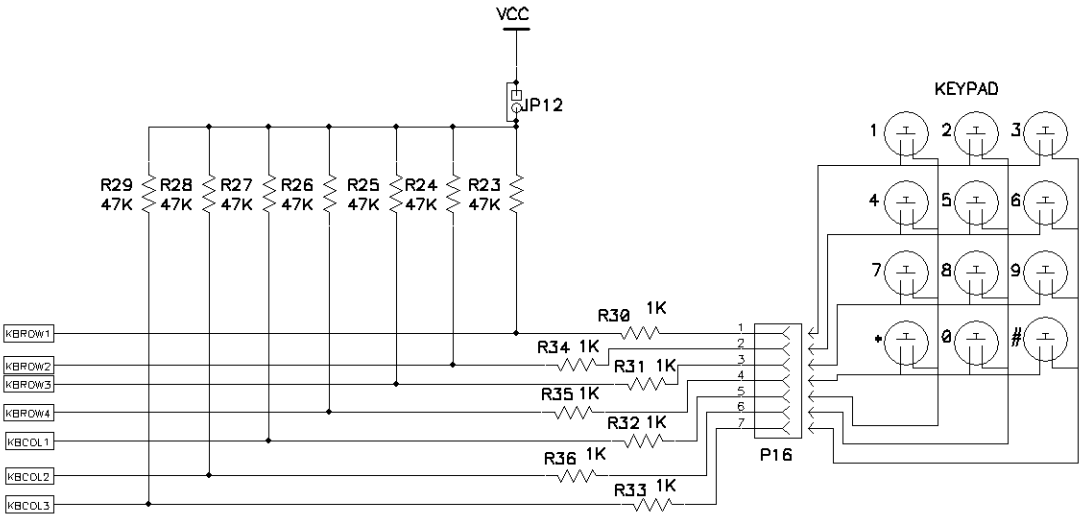 VCC
JP12
KEYPAD
1 2 3
R29 R28 R27 R26 R25 R24 R23
47K 47K 47K 47K 47K 47K 47K
4 5 6
7 8 9
KBROW1 R30 1K 1
KBROW2 R34 1K 2
KBROW3 R31 1K 3
* 0 #
KBROW4 R35 1K 4
KBCOL1 R32 1K 5
KBCOL2 R36 1K 6
KBCOL3 R33 1K 7
P16